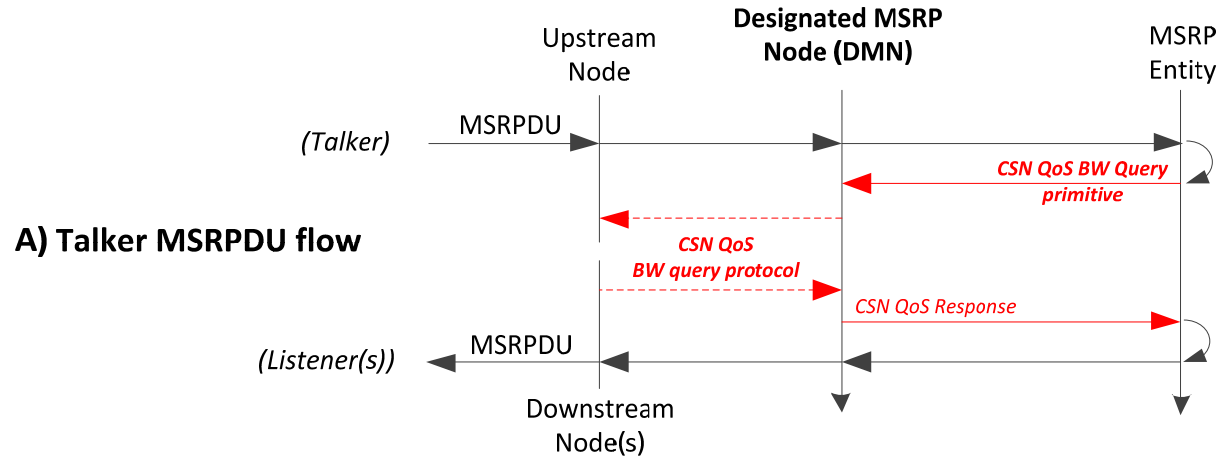 Designated MSRP
Node (DMN)
Upstream
Node
MSRP
Entity
(Talker)
MSRPDU
CSN QoS BW Query
primitive
A) Talker MSRPDU flow
CSN QoS
BW query protocol
CSN QoS Response
(Listener(s))
MSRPDU
Downstream
Node(s)